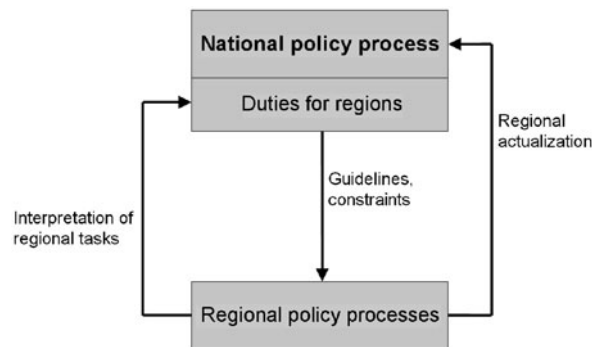 National policy process
Duties for regions
Regional
actualization
Guidelines,
constraints
Interpretation of
regional tasks
Regional policy processes